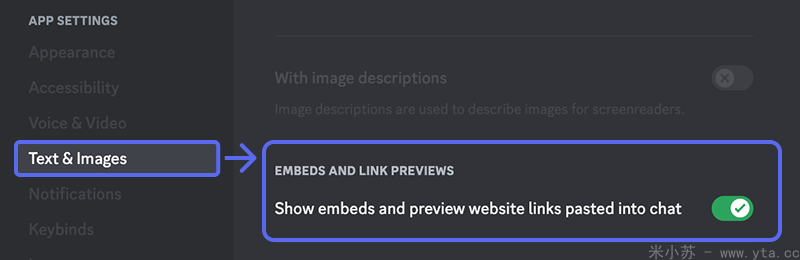 APP SETTINGS
Appearance
Accessibility
Voice & Video
Text & Images
Notifications
Keybinds
With image descriptions
Image descriptions are used to describe images for screenreaders.
EMBEDS AND LINK PREVIEWS
Show embeds and preview website links pasted into chat
米小苏 - www.yta.cc